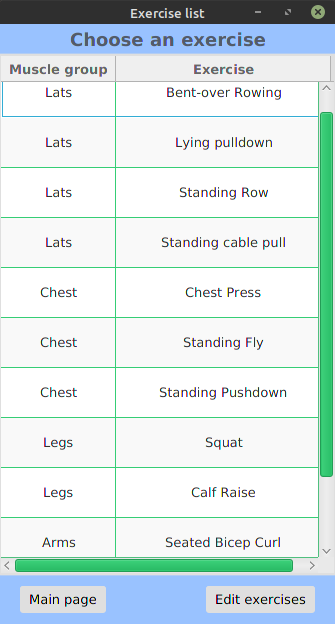 Exercise list
Choose an exercise
Muscle group Exercise
Lats Bent-over Rowing
Lats Lying pulldown
Lats Standing Row
Lats Standing cable pull
Chest Chest Press
Chest Standing Fly
Chest Standing Pushdown
Legs Squat
Legs Calf Raise
Arms Seated Bicep Curl
Main page Edit exercises